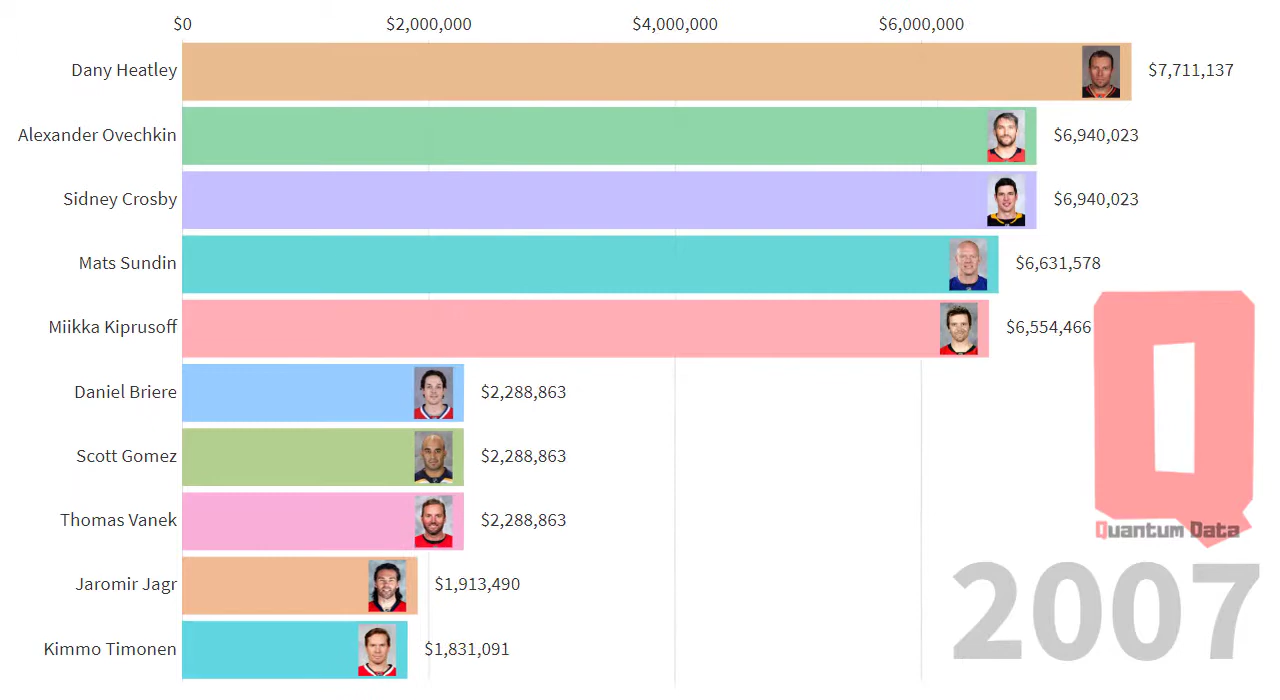 $0 $2,000,000 $4,000,000 $6,000,000
Dany Heatley $7,711,137
Alexander Ovechkin $6,940,023
Sidney Crosby $6,940,023
Mats Sundin $6,631,578
Miikka Kiprusoff $6,554,466
Daniel Briere $2,288,863
Scott Gomez $2,288,863
Thomas Vanek $2,288,863
Quantum Data
Jaromir Jagr $1,913,490
2007
Kimmo Timonen $1,831,091